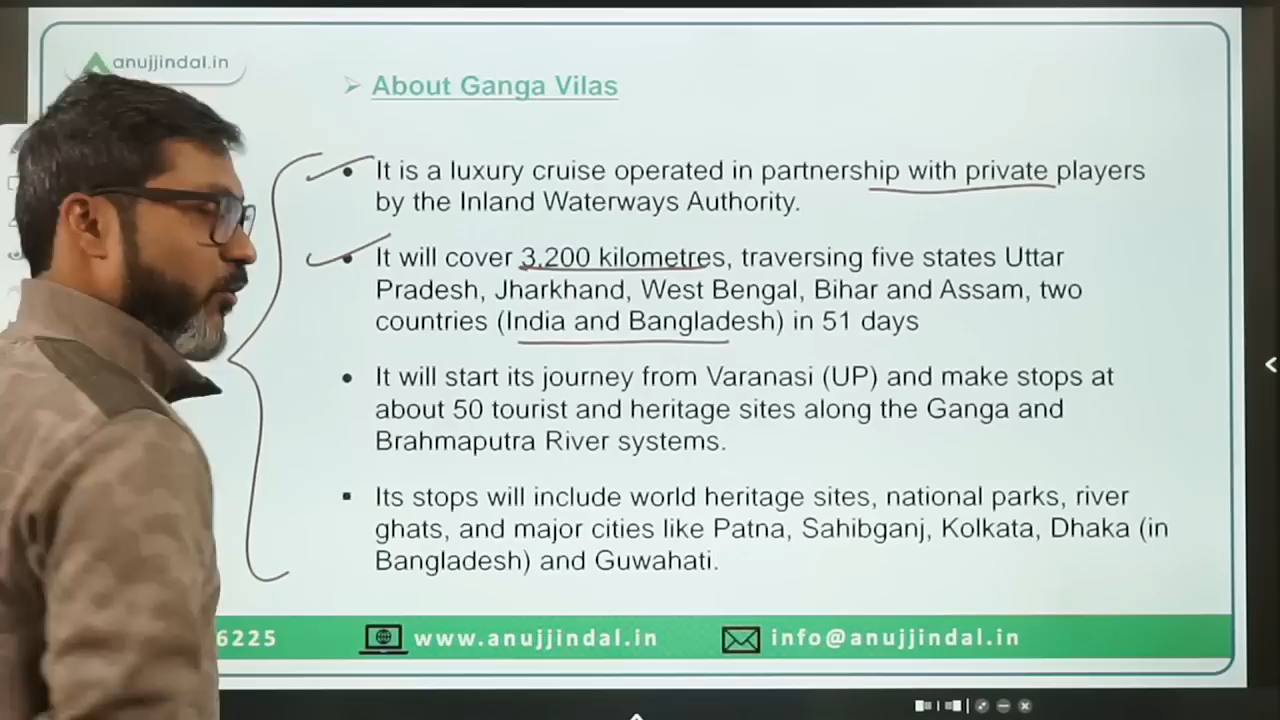 anujjindal.in
About Ganga Vilas
It is a luxury cruise operated in partnership with private players
by the Inland Waterways Authority.
It will cover 3,200 kilometres, traversing five states Uttar
Pradesh, Jharkhand, West Bengal, Bihar and Assam, two
countries (India and Bangladesh) in 51 days
It will start its journey from Varanasi (UP) and make stops at
about 50 tourist and heritage sites along the Ganga and
Brahmaputra River systems.
Its stops will include world heritage sites, national parks, river
ghats, and major cities like Patna, Sahibganj, Kolkata, Dhaka (in
Bangladesh) and Guwahati.
6225 www.anujjindal.in info@anujjindal.in